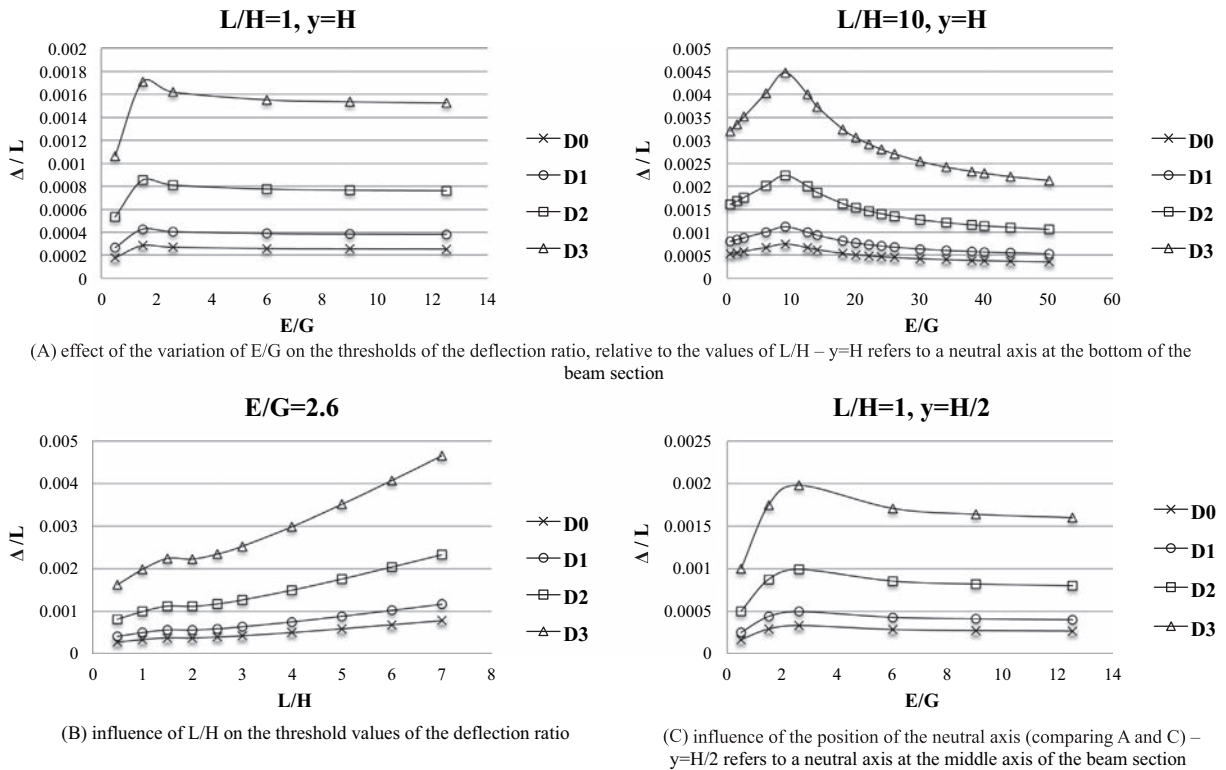 L/H=1, y=H
0.002
0.0018
0.0016
0.0014
0.0012
0.001
0.0008
0.0006
0.0004
0.0002
0
Δ / L
0 2 4 6 8 10 12 14
E/G
D0
D1
D2
D3
L/H=10, y=H
0.005
0.0045
0.004
0.0035
0.003
0.0025
0.002
0.0015
0.001
0.0005
0
Δ / L
0 10 20 30 40 50 60
E/G
D0
D1
D2
D3
(A) effect of the variation of E/G on the thresholds of the deflection ratio, relative to the values of L/H – y=H refers to a neutral axis at the bottom of the
beam section
E/G=2.6
0.005
0.004
0.003
0.002
0.001
0
Δ /L
0 1 2 3 4 5 6 7 8
L/H
D0
D1
D2
D3
(B) influence of L/H on the threshold values of the deflection ratio
L/H=1, y=H/2
0.0025
0.002
0.0015
0.001
0.0005
0
Δ / L
0 2 4 6 8 10 12 14
E/G
D0
D1
D2
D3
(C) influence of the position of the neutral axis (comparing A and C) –
y=H/2 refers to a neutral axis at the middle axis of the beam section